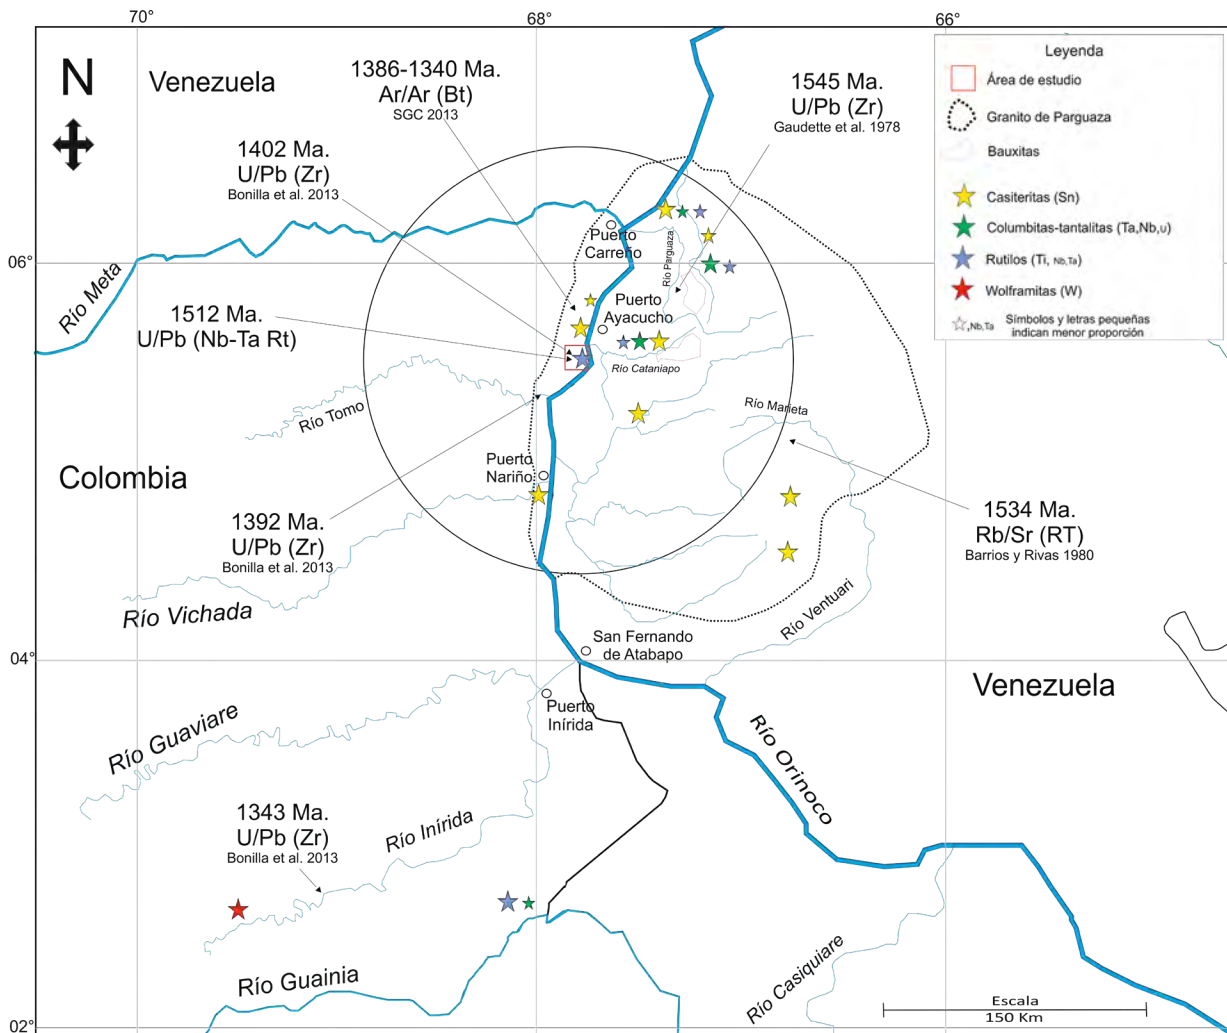 70°
68°
66°
N
Venezuela
1386-1340 Ma.
Ar/Ar (Bt)
SGC 2013
1545 Ma.
U/Pb (Zr)
Gaudette et al. 1978
Leyenda
Área de estudio
Granito de Parguaza
Bauxitas
Casiteritas (Sn)
Columbitas-tantalitas (Ta,Nb,U)
Rutilos (Ti, Nb,Ta)
Wolframitas (W)
,Nb,Ta
Símbolos y letras pequeñas
indican menor proporción
1402 Ma.
U/Pb (Zr)
Bonilla et al. 2013
Puerto
Carreño
Río Parguaza
06°
Río Meta
1512 Ma.
U/Pb (Nb-Ta Rt)
Puerto
Ayacucho
Río Cataniapo
Río Tomo
Río Marieta
Colombia
Puerto
Nariño
1392 Ma.
U/Pb (Zr)
Bonilla et al. 2013
1534 Ma.
Rb/Sr (RT)
Barrios y Rivas 1980
Río Vichada
Río Ventuari
San Fernando
de Atabapo
04°
Venezuela
Puerto
Inírida
Río Guaviare
Río Orinoco
1343 Ma.
U/Pb (Zr)
Bonilla et al. 2013
Río Inírida
Río Guainia
Río Casiquiare
Escala
150 Km
02°